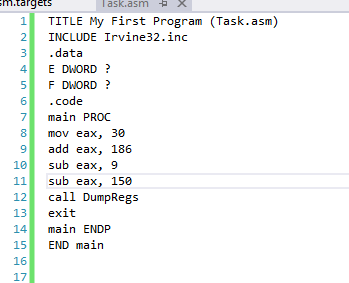 sm.targets
Task.asm
1 TITLE My First Program (Task.asm)
2 INCLUDE Irvine32.inc
3 .data
4 E DWORD ?
5 F DWORD ?
6 .code
7 main PROC
8 mov eax, 30
9 add eax, 186
10 sub eax, 9
11 sub eax, 150
12 call DumpRegs
13 exit
14 main ENDP
15 END main
16
17